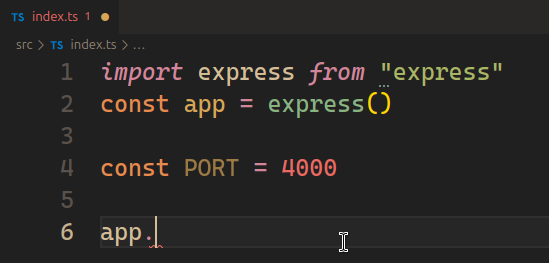 TS index.ts 1 ●
src > TS index.ts > ...
1 import express from "express"
2 const app = express()
3
4 const PORT = 4000
5
6 app.